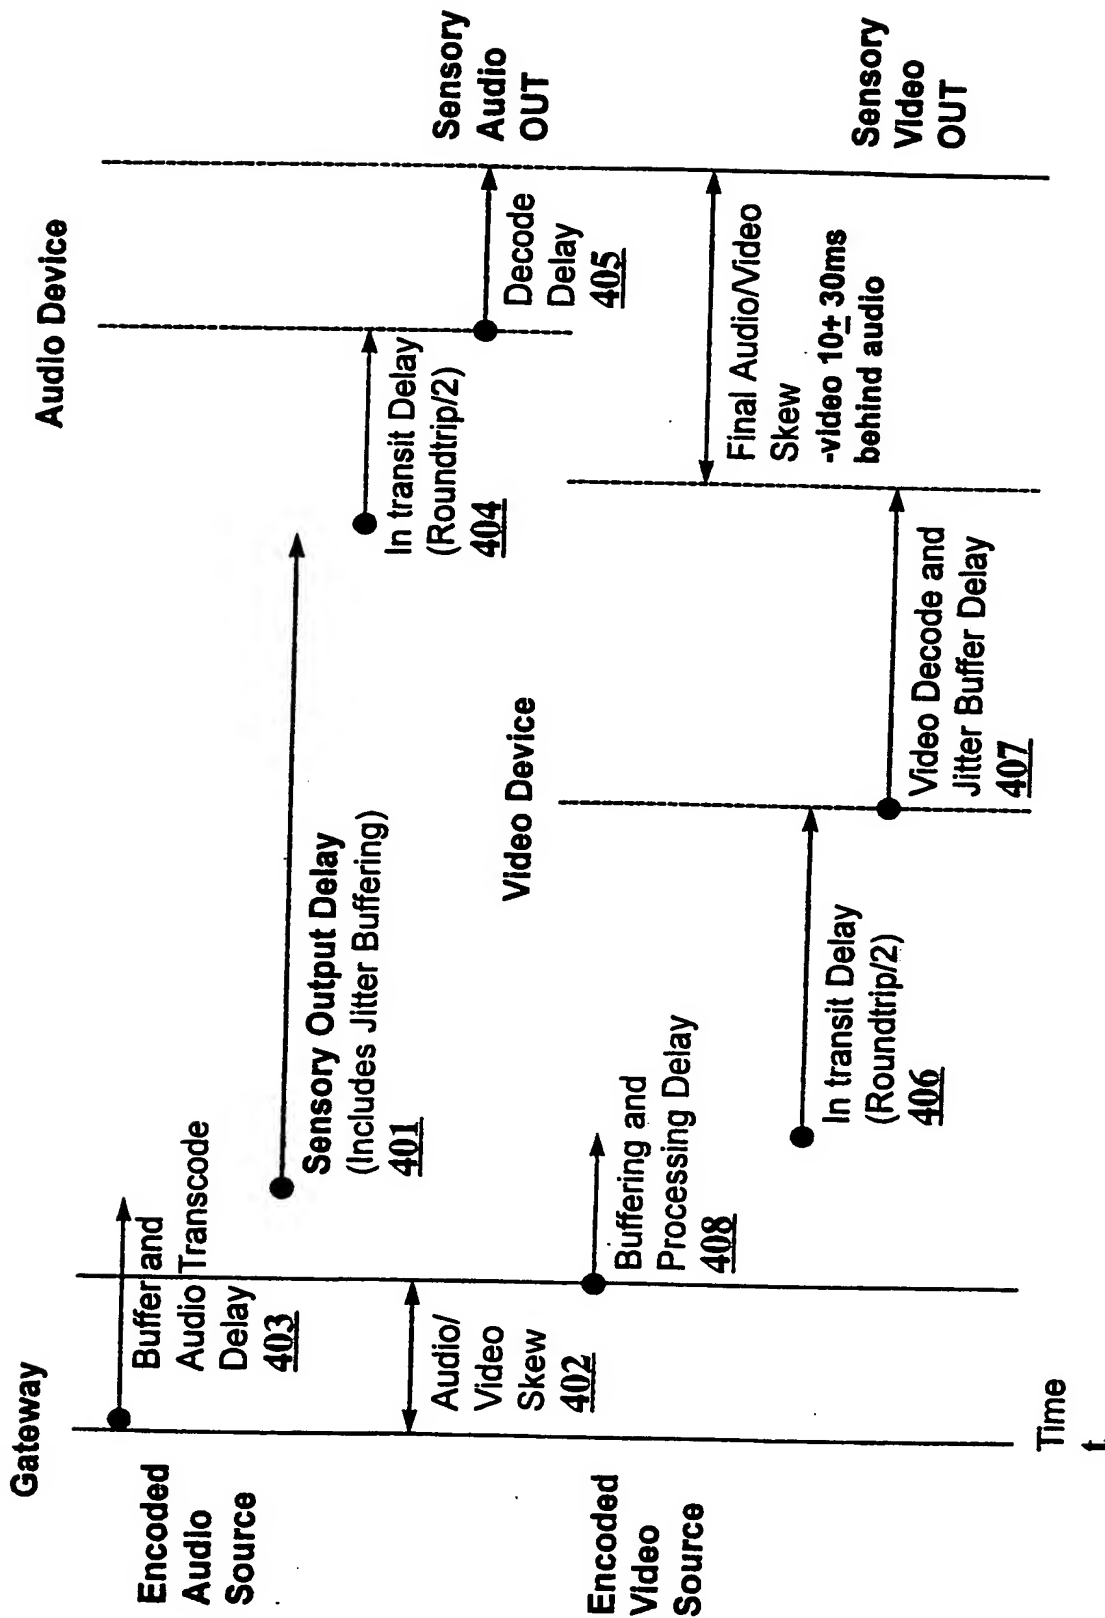 Gateway
Audio Device
Encoded
Audio
Source
Buffer and
Audio Transcode
Delay
403
Sensory Output Delay
(Includes Jitter Buffering)
401
In transit Delay
(Roundtrip/2)
404
Decode
Delay
405
Sensory
Audio
OUT
Audio/
Video
Skew
402
Video Device
Encoded
Video
Source
Buffering and
Processing Delay
408
In transit Delay
(Roundtrip/2)
406
Video Decode and
Jitter Buffer Delay
407
Final Audio/Video
Skew
-video 10± 30ms
behind audio
Sensory
Video
OUT
Time